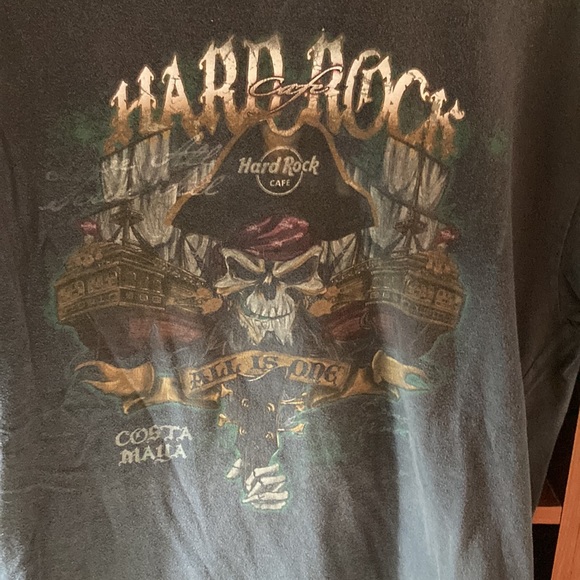 HARD ROCK
Cafe
Hard Rock
CAFE
ALL IS ONE
COSTA
MAYA